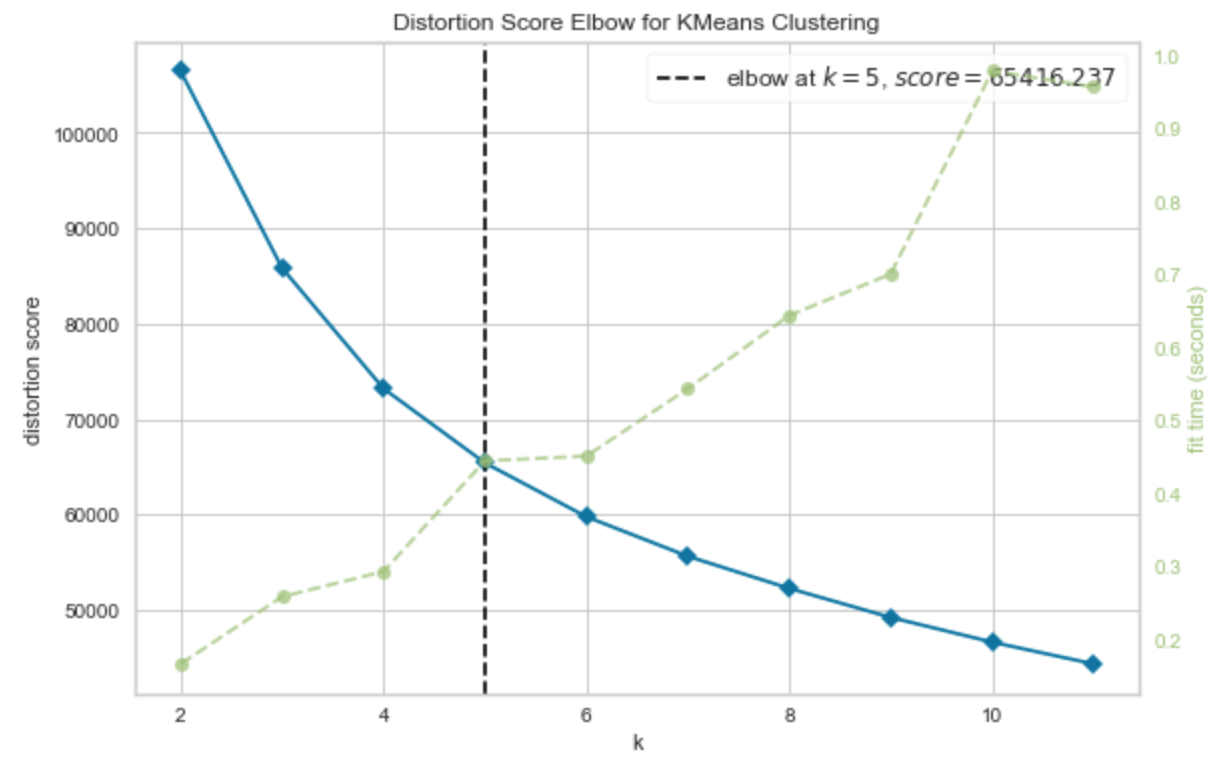 Distortion Score Elbow for KMeans Clustering
elbow at k = 5, score = 65416.237
distortion score
100000
90000
80000
70000
60000
50000
1.0
0.9
0.8
0.7
0.6
0.5
0.4
0.3
0.2
fit time (seconds)
2 4 6 8 10
k